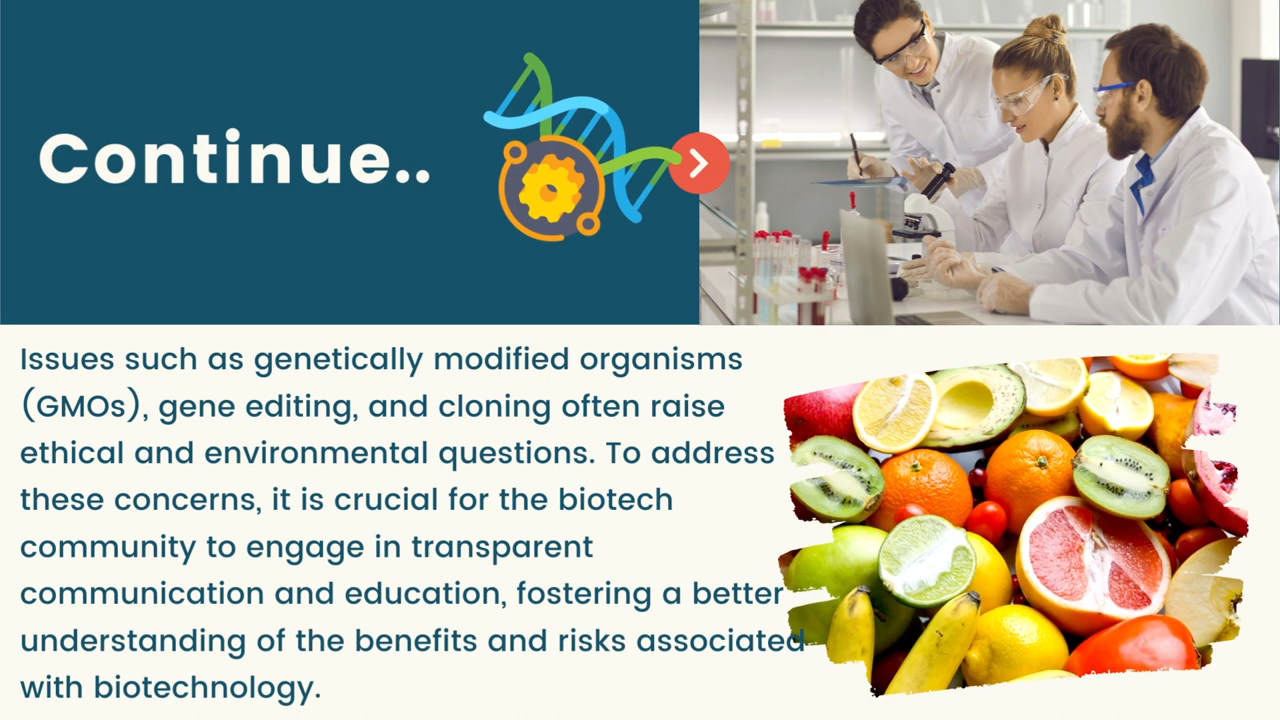 Continue..
Issues such as genetically modified organisms
(GMOs), gene editing, and cloning often raise
ethical and environmental questions. To address
these concerns, it is crucial for the biotech
community to engage in transparent
communication and education, fostering a better
understanding of the benefits and risks associated
with biotechnology.